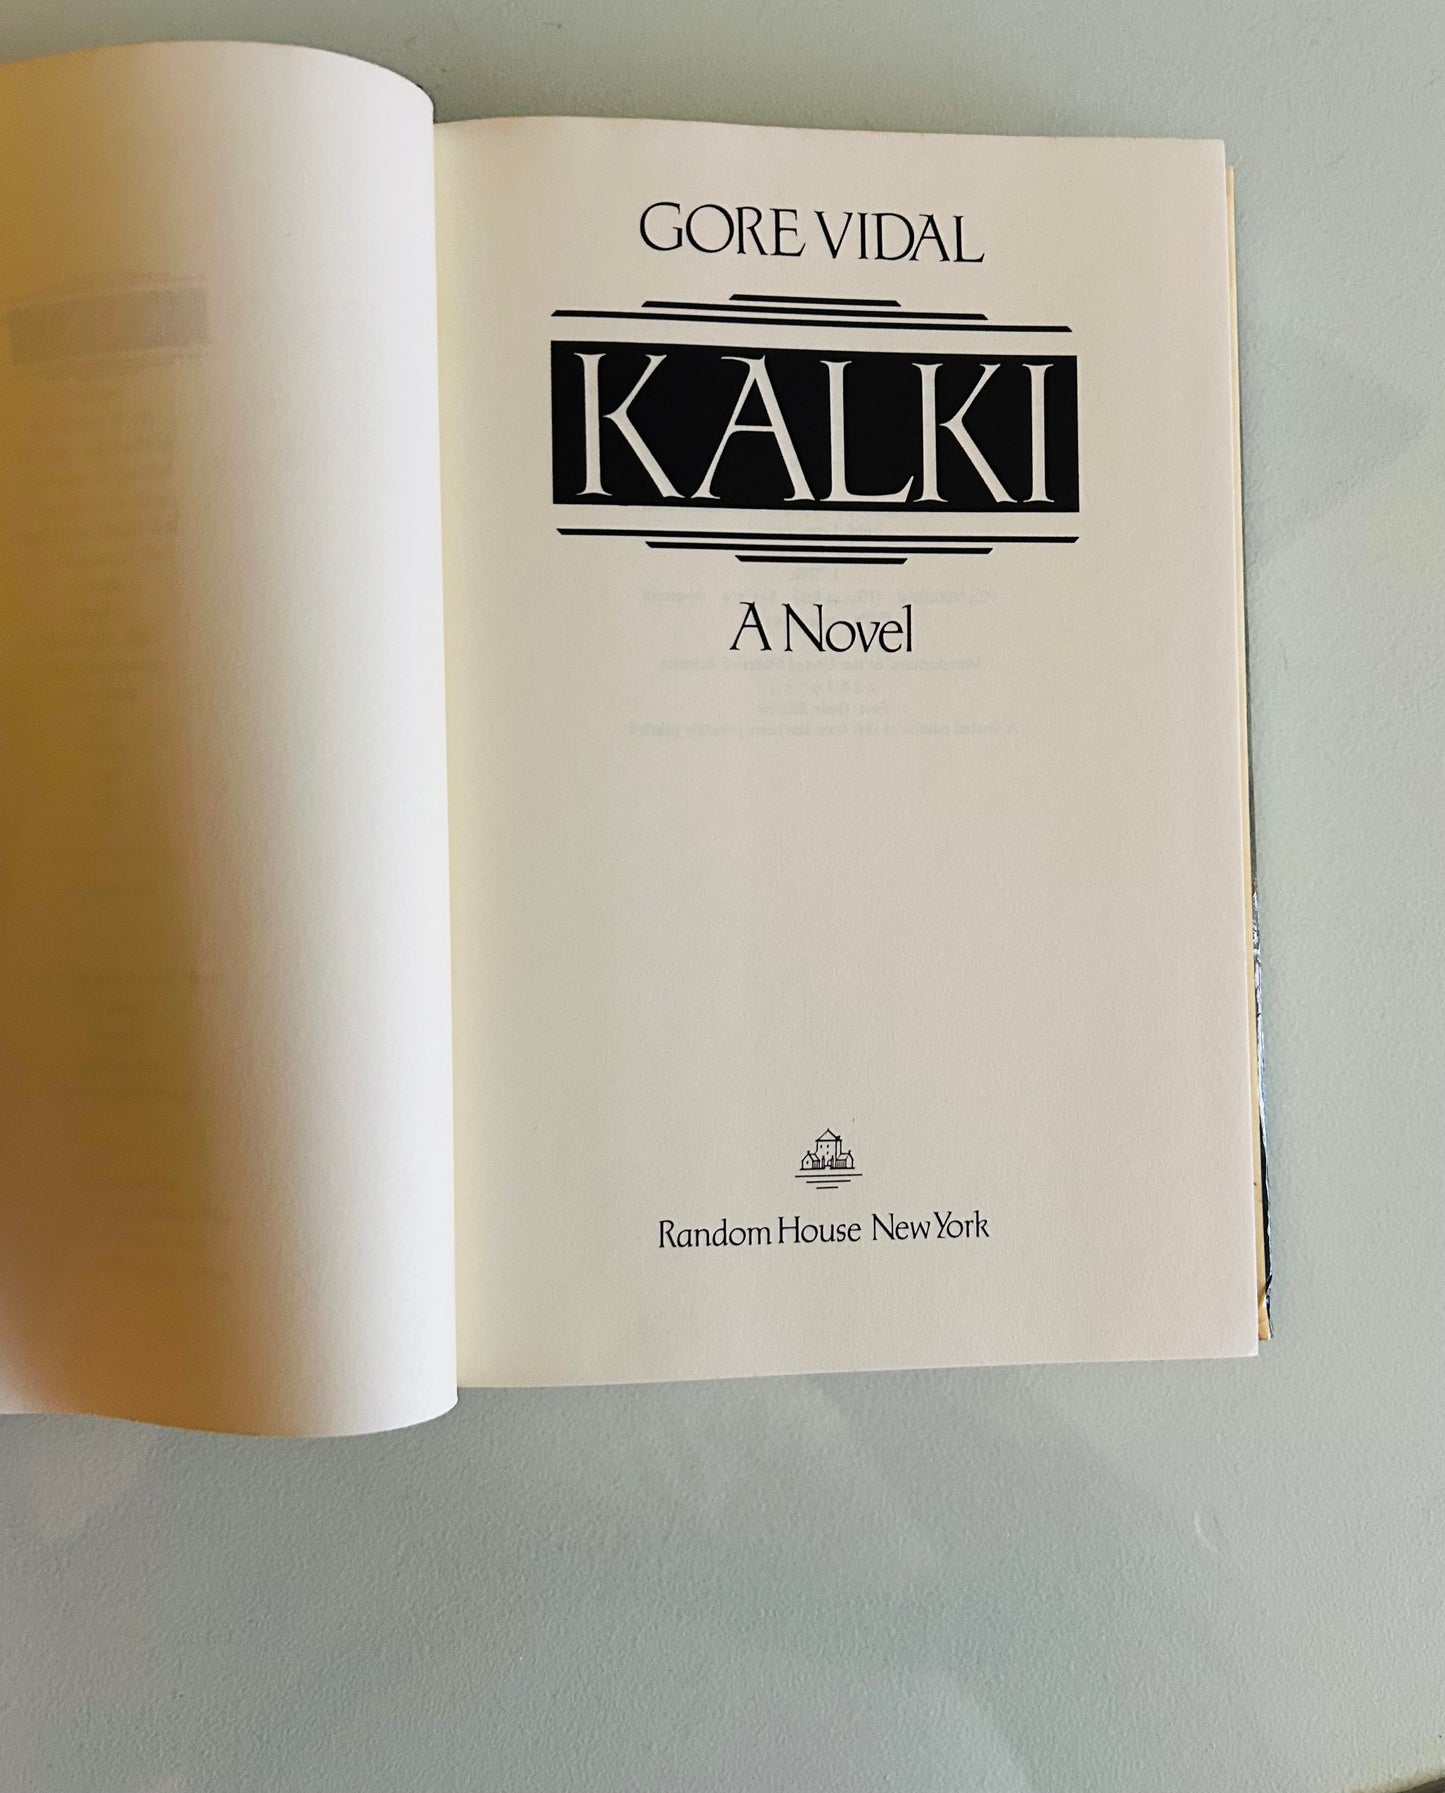 GORE VIDAL
KALKI
A Novel
Random House New York